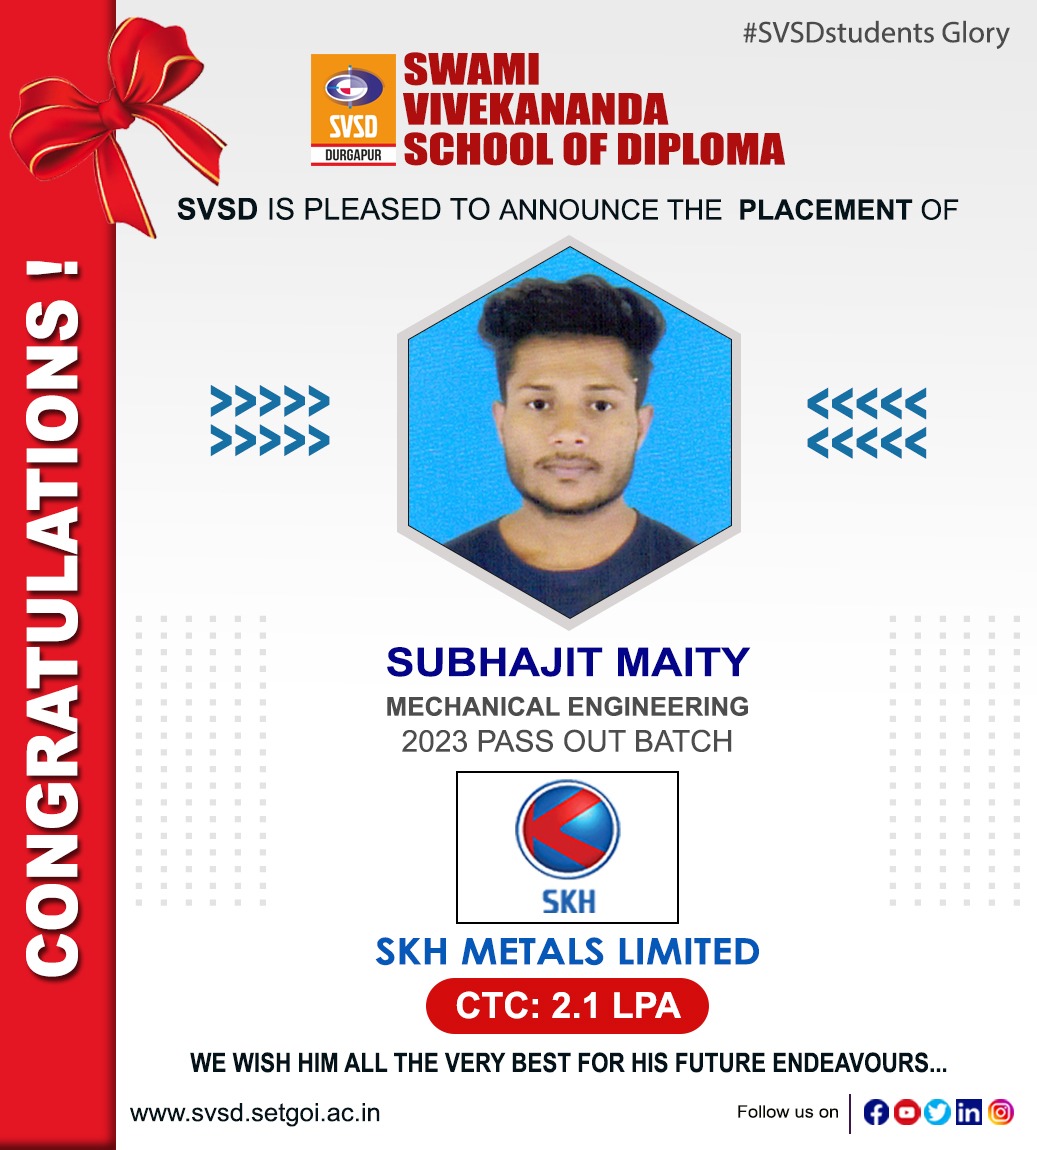 #SVSDstudents Glory
SVSD
DURGAPUR
SWAMI
VIVEKANANDA
SCHOOL OF DIPLOMA
SVSD IS PLEASED TO ANNOUNCE THE PLACEMENT OF
CONGRATULATIONS !
>>>>> <<<<<
>>>>> <<<<<
SUBHAJIT MAITY
MECHANICAL ENGINEERING
2023 PASS OUT BATCH
SKH
SKH METALS LIMITED
CTC: 2.1 LPA
WE WISH HIM ALL THE VERY BEST FOR HIS FUTURE ENDEAVOURS...
www.svsd.setgoi.ac.in
Follow us on